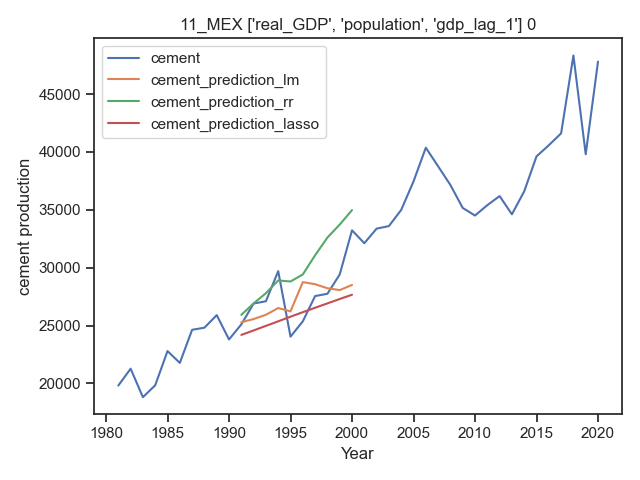 11_MEX ['real_GDP', 'population', 'gdp_lag_1'] 0
cement
cement_prediction_lm
cement_prediction_rr
cement_prediction_lasso
cement production
45000
40000
35000
30000
25000
20000
1980 1985 1990 1995 2000 2005 2010 2015 2020
Year